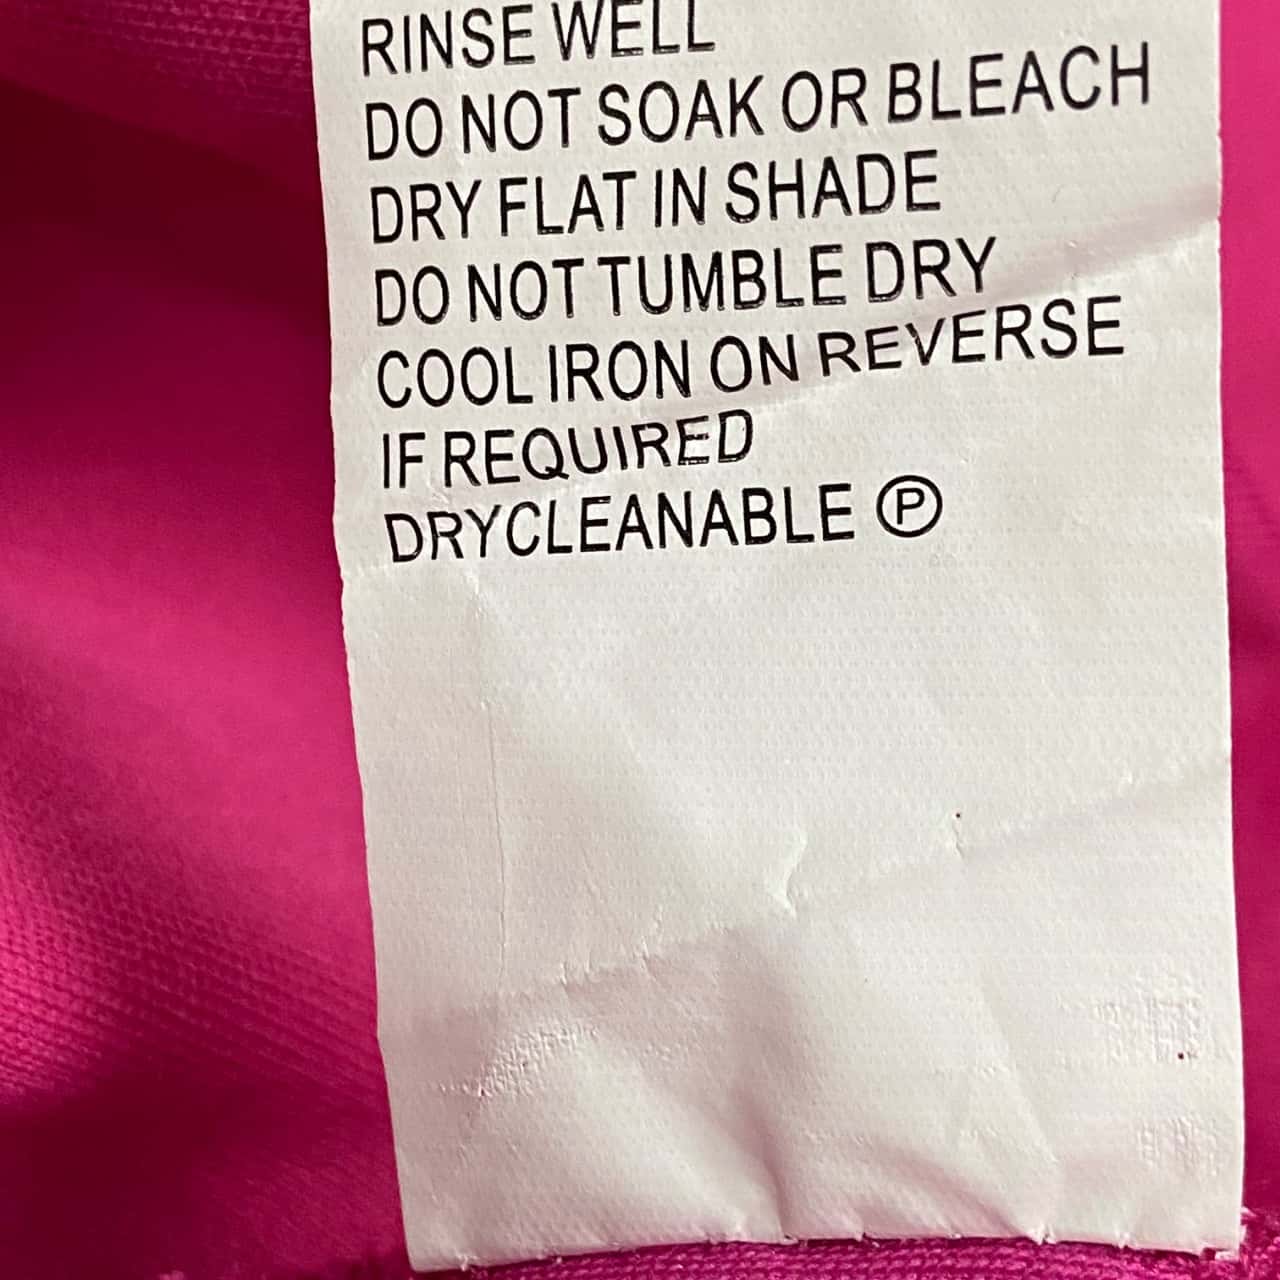 RINSE WELL
DO NOT SOAK OR BLEACH
DRY FLAT IN SHADE
DO NOT TUMBLE DRY
COOL IRON ON REVERSE
IF REQUIRED
DRYCLEANABLE Ⓟ